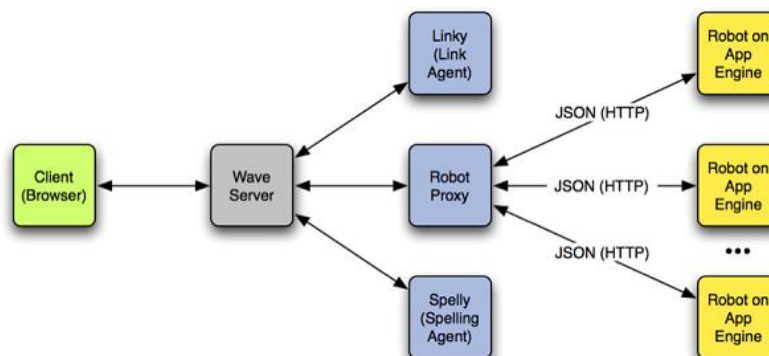 Linky
(Link
Agent)
Robot on
App
Engine
JSON (HTTP)
Client
(Browser)
Wave
Server
Robot
Proxy
JSON (HTTP)
Robot on
App
Engine
JSON (HTTP)
•••
Spelly
(Spelling
Agent)
Robot on
App
Engine